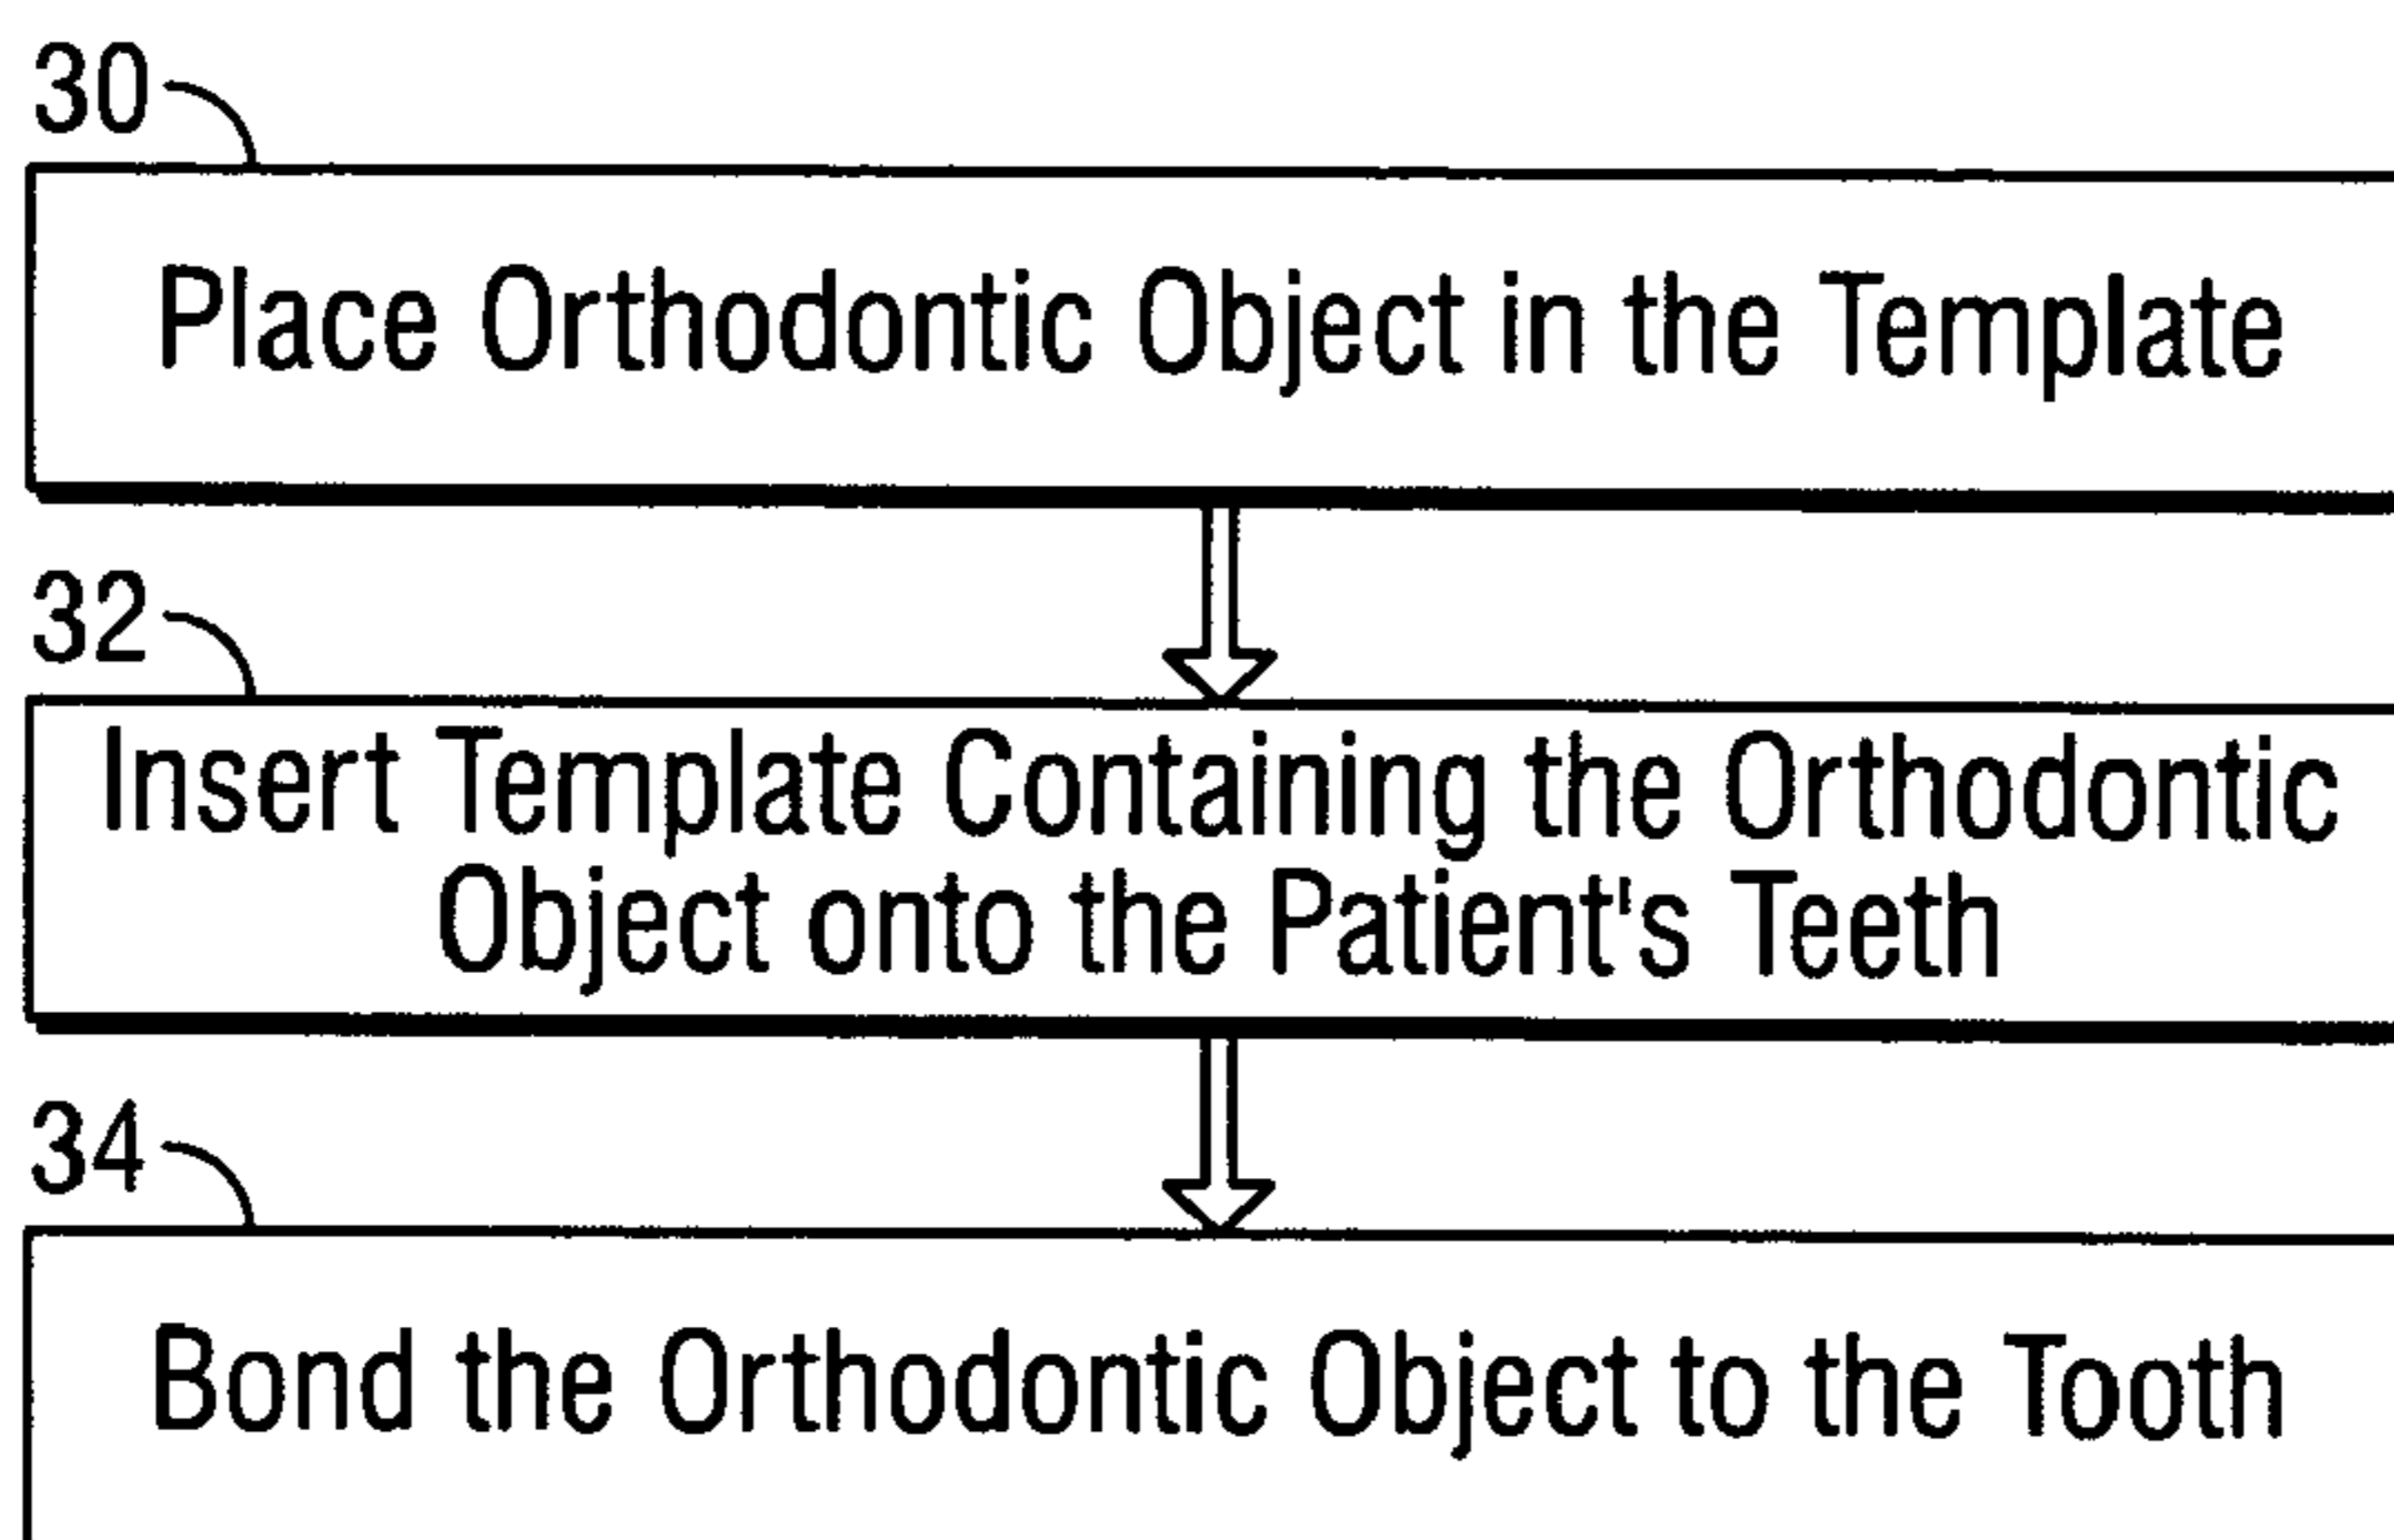 30
Place Orthodontic Object in the Template
32
Insert Template Containing the Orthodontic
Object onto the Patient's Teeth
34
Bond the Orthodontic Object to the Tooth